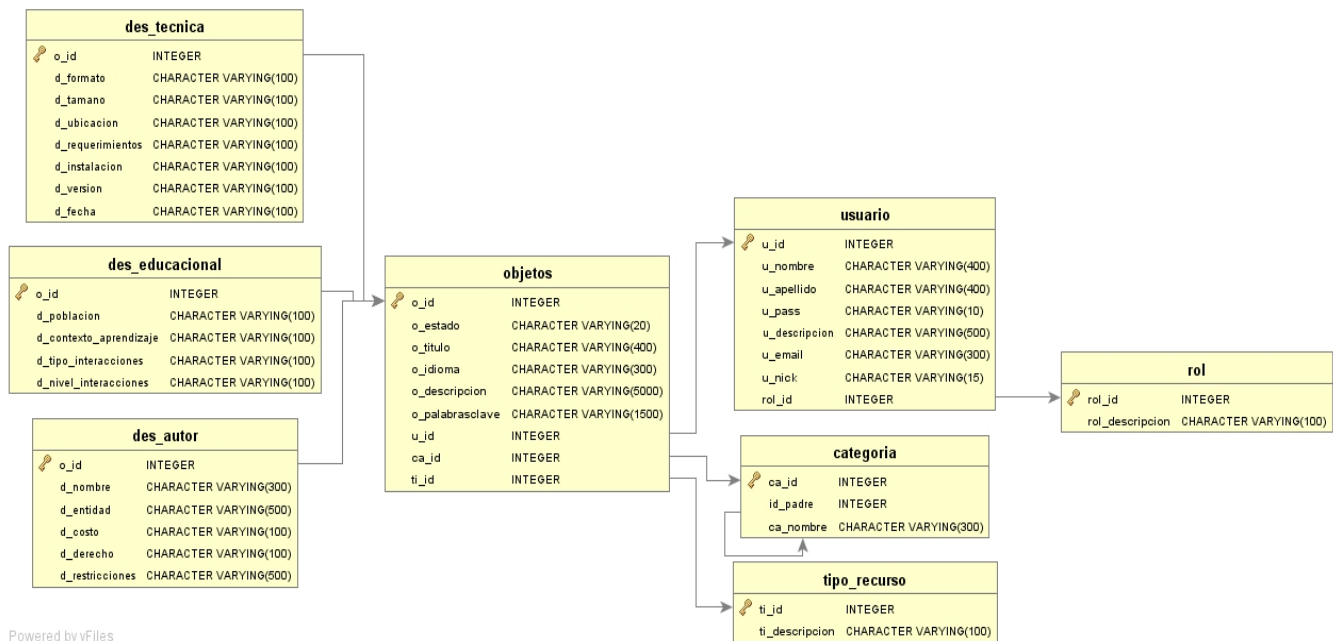 des_tecnica
o_id INTEGER
d_formato CHARACTER VARYING(100)
d_tamano CHARACTER VARYING(100)
d_ubicacion CHARACTER VARYING(100)
d_requerimientos CHARACTER VARYING(100)
d_instalacion CHARACTER VARYING(100)
d_version CHARACTER VARYING(100)
d_fecha CHARACTER VARYING(100)
des_educacional
o_id INTEGER
d_poblacion CHARACTER VARYING(100)
d_contexto_aprendizaje CHARACTER VARYING(100)
d_tipo_interacciones CHARACTER VARYING(100)
d_nivel_interacciones CHARACTER VARYING(100)
des_autor
o_id INTEGER
d_nombre CHARACTER VARYING(300)
d_entidad CHARACTER VARYING(500)
d_costo CHARACTER VARYING(100)
d_derecho CHARACTER VARYING(100)
d_restricciones CHARACTER VARYING(500)
objetos
o_id INTEGER
o_estado CHARACTER VARYING(20)
o_titulo CHARACTER VARYING(400)
o_idioma CHARACTER VARYING(300)
o_descripcion CHARACTER VARYING(5000)
o_palabrasclave CHARACTER VARYING(1500)
u_id INTEGER
ca_id INTEGER
ti_id INTEGER
usuario
u_id INTEGER
u_nombre CHARACTER VARYING(400)
u_apellido CHARACTER VARYING(400)
u_pass CHARACTER VARYING(10)
u_descripcion CHARACTER VARYING(500)
u_email CHARACTER VARYING(300)
u_nick CHARACTER VARYING(15)
rol_id INTEGER
categoria
ca_id INTEGER
id_padre INTEGER
ca_nombre CHARACTER VARYING(300)
tipo_recurso
ti_id INTEGER
ti_descripcion CHARACTER VARYING(100)
rol
rol_id INTEGER
rol_descripcion CHARACTER VARYING(100)
Powered by yFiles